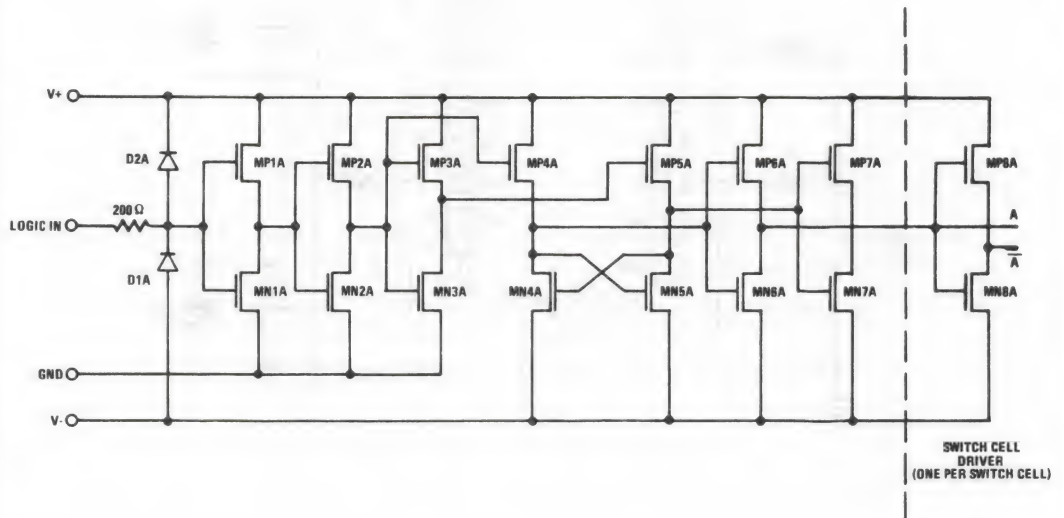 V+
D2A
MP1A
MP2A
MP3A
MP4A
MP5A
MP6A
MP7A
MP8A
LOGIC IN
200 Ω
A
A̅
D1A
MN1A
MN2A
MN3A
MN4A
MN5A
MN6A
MN7A
MN8A
GND
V-
SWITCH CELL
DRIVER
(ONE PER SWITCH CELL)